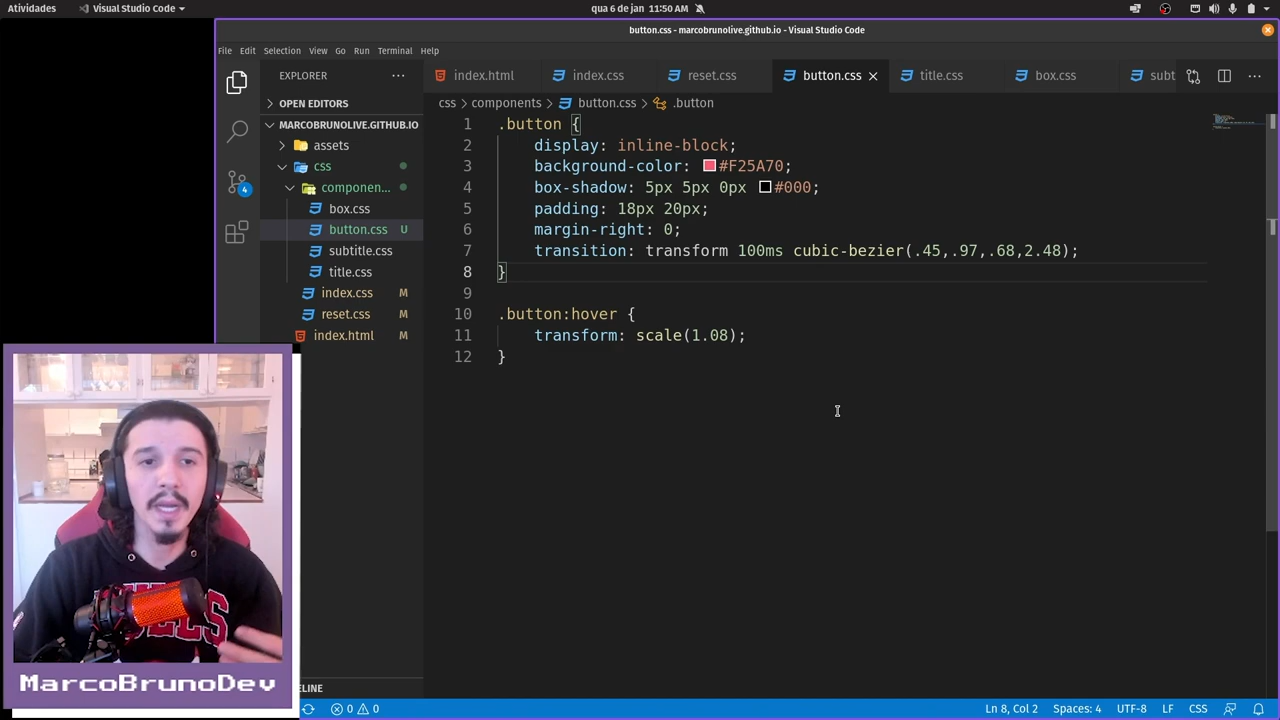 Atividades
Visual Studio Code
qua 6 de jan 11:50 AM
button.css - marcobrunolive.github.io - Visual Studio Code
File Edit Selection View Go Run Terminal Help
EXPLORER
index.html
index.css
reset.css
button.css
title.css
box.css
subt
OPEN EDITORS
MARCOBRUNOLIVE.GITHUB.IO
assets
css
componen...
box.css
button.css U
subtitle.css
title.css
index.css M
reset.css M
index.html M
4
css > components > button.css > .button
1 .button {
2 display: inline-block;
3 background-color: #F25A70;
4 box-shadow: 5px 5px 0px #000;
5 padding: 18px 20px;
6 margin-right: 0;
7 transition: transform 100ms cubic-bezier(.45,.97,.68,2.48);
8 }
9
10 .button:hover {
11 transform: scale(1.08);
12 }
MarcoBrunoDev
ELINE
0 0
Ln 8, Col 2 Spaces: 4 UTF-8 LF CSS